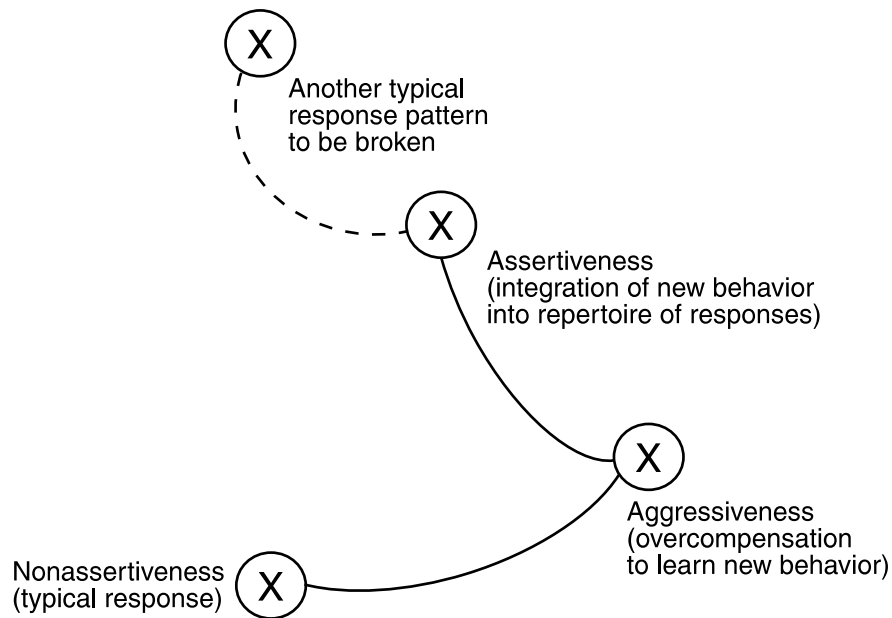 X
Another typical
response pattern
to be broken
X
Assertiveness
(integration of new behavior
into repertoire of responses)
X
Aggressiveness
(overcompensation
to learn new behavior)
Nonassertiveness
(typical response)
X